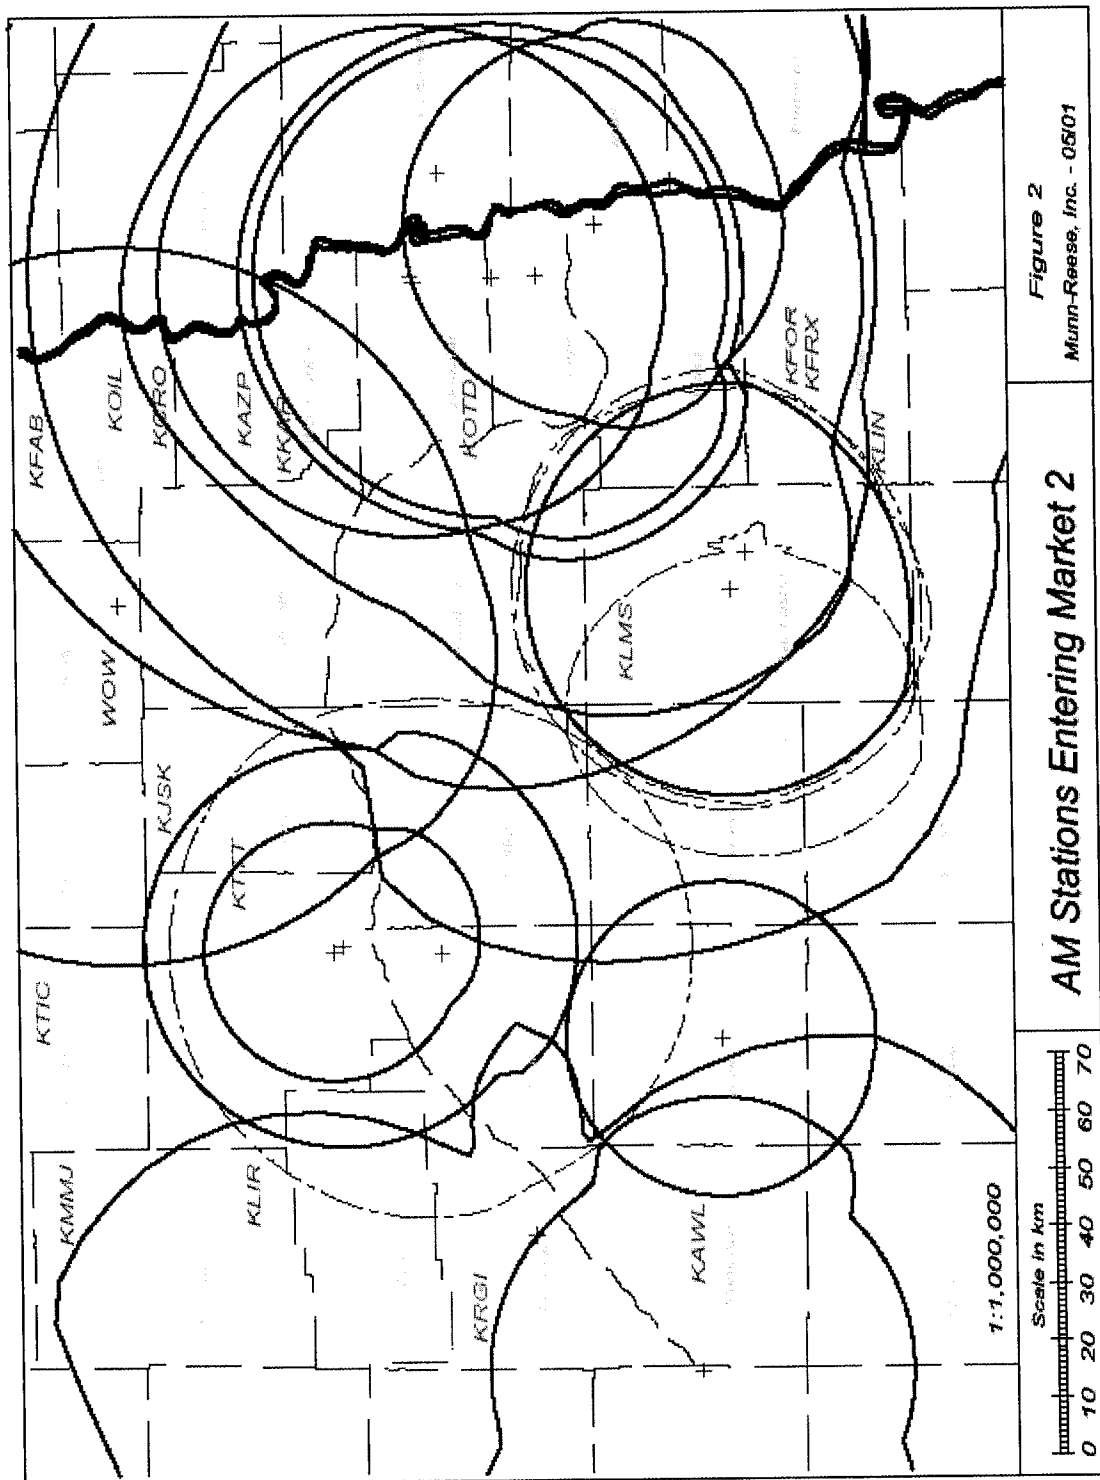 KFAB
KOIL
KCRO
KAZP
KOTD
KFOR
KFRX
KLIN
WOW
KLMS
KJSK
KTTT
KTIC
KMMJ
KLIR
KRGI
KAWL
1:1,000,000
Scale in km
0 10 20 30 40 50 60 70
AM Stations Entering Market 2
Figure 2
Munn-Reese, Inc. - 05/01